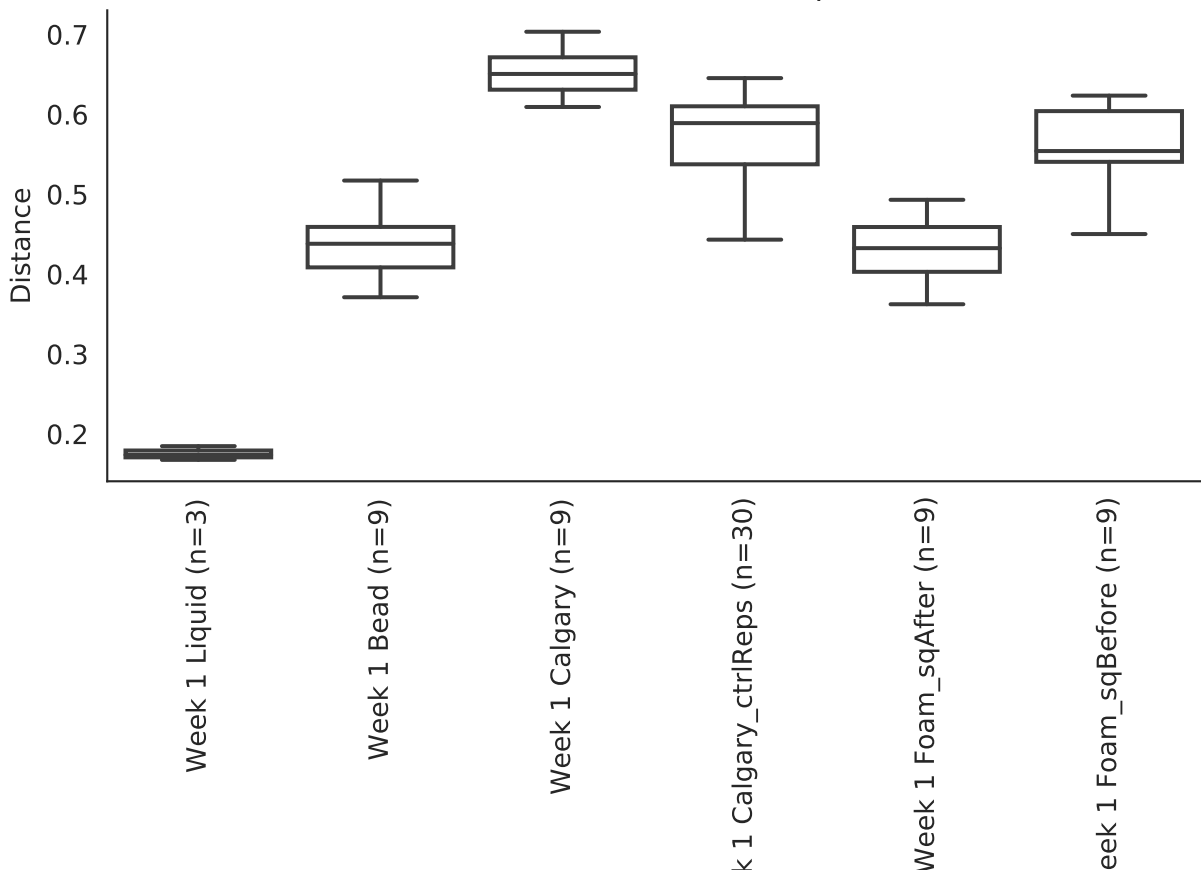 0.7
0.6
0.5
0.4
0.3
0.2
Distance
Week 1 Liquid (n=3)
Week 1 Bead (n=9)
Week 1 Calgary (n=9)
k 1 Calgary_ctrlReps (n=30)
Week 1 Foam_sqAfter (n=9)
eek 1 Foam_sqBefore (n=9)